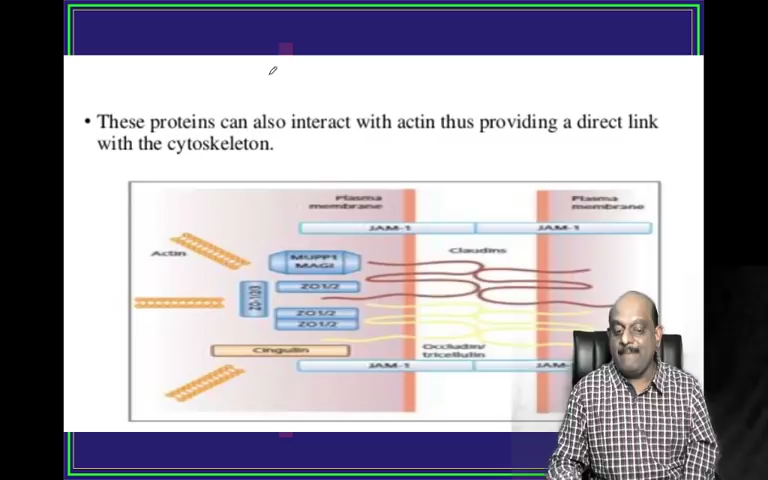 • These proteins can also interact with actin thus providing a direct link
with the cytoskeleton.
Plasma
membrane
Plasma
membrane
JAM-1
JAM-1
Actin
MUPP1
MAGI
Claudins
ZO1/2
ZO-1/2/3
ZO1/2
ZO1/2
Cingulin
Occludin/
tricellulin
JAM-1
JAM-